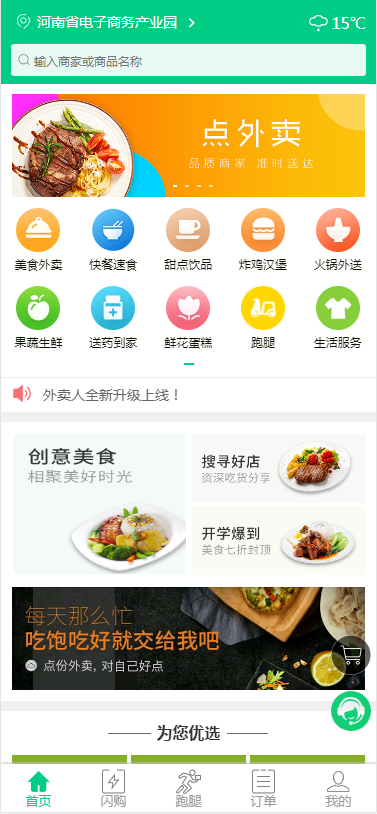 河南省电子商务产业园
15℃
输入商家或商品名称
点外卖
品质商家 准时送达
美食外卖
快餐速食
甜点饮品
炸鸡汉堡
火锅外送
果蔬生鲜
送药到家
鲜花蛋糕
跑腿
生活服务
外卖人全新升级上线！
创意美食
相聚美好时光
搜寻好店
资深吃货分享
开学爆到
美食七折封顶
每天那么忙
吃饱吃好就交给我吧
点份外卖, 对自己好点
为您优选
首页
闪购
跑腿
订单
我的